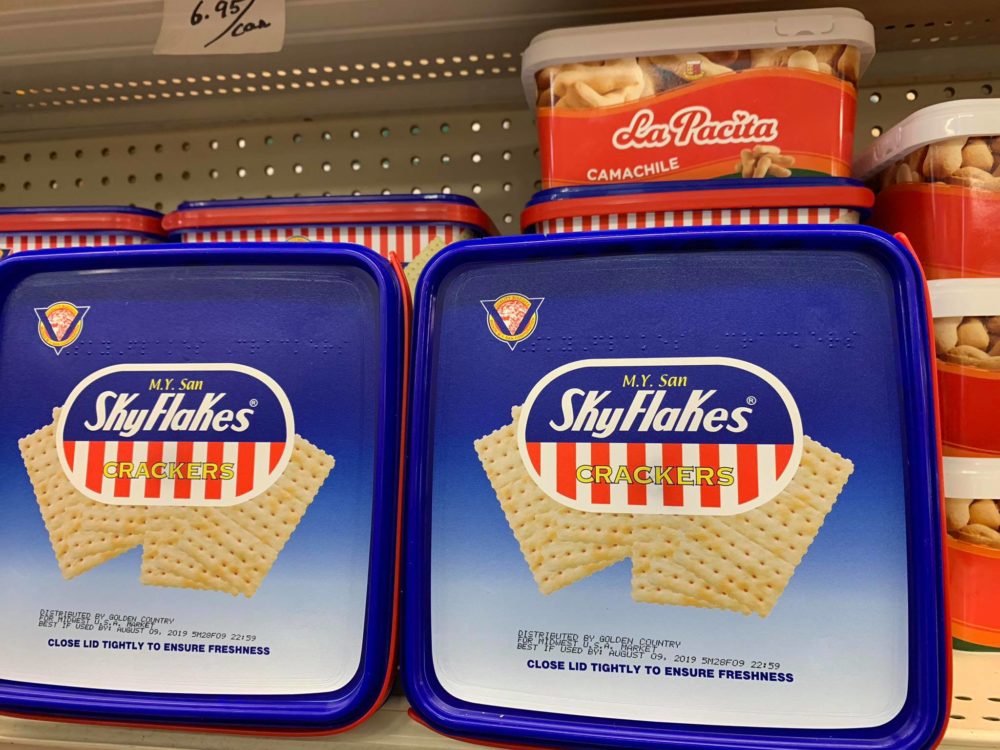 6.95/
can
La Pacita
CAMACHILE
M.Y. San
SkyFlakes®
CRACKERS
DISTRIBUTED BY GOLDEN COUNTRY
FOR MIDWEST U.S.A. MARKET
BEST IF USED BY: AUGUST 09, 2019 5M28F09 22:59
CLOSE LID TIGHTLY TO ENSURE FRESHNESS
M.Y. San
SkyFlakes®
CRACKERS
DISTRIBUTED BY GOLDEN COUNTRY
FOR MIDWEST U.S.A. MARKET
BEST IF USED BY: AUGUST 09, 2019 5M28F09 22:59
CLOSE LID TIGHTLY TO ENSURE FRESHNESS